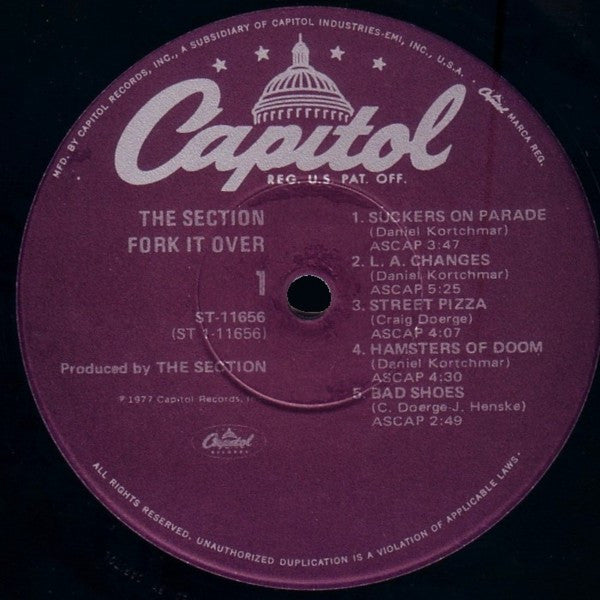 MFD. BY CAPITOL RECORDS, INC., A SUBSIDIARY OF CAPITOL INDUSTRIES-EMI, INC., U.S.A.
Capitol MARCA REG.
Capitol
REG. U.S. PAT. OFF.
THE SECTION
FORK IT OVER
1
ST-11656
(ST 1-11656)
Produced by THE SECTION
℗ 1977 Capitol Records,
Capitol
RECORDS
1. SUCKERS ON PARADE
(Daniel Kortchmar)
ASCAP 3:47
2. L. A. CHANGES
(Danial Kortchmar)
ASCAP 5:25
3. STREET PIZZA
(Craig Doerge)
ASCAP 4:07
4. HAMSTERS OF DOOM
(Daniel Kortchmar)
ASCAP 4:30
5. BAD SHOES
(C. Doerge-J. Henske)
ASCAP 2:49
ALL RIGHTS RESERVED. UNAUTHORIZED DUPLICATION IS A VIOLATION OF APPLICABLE LAWS.